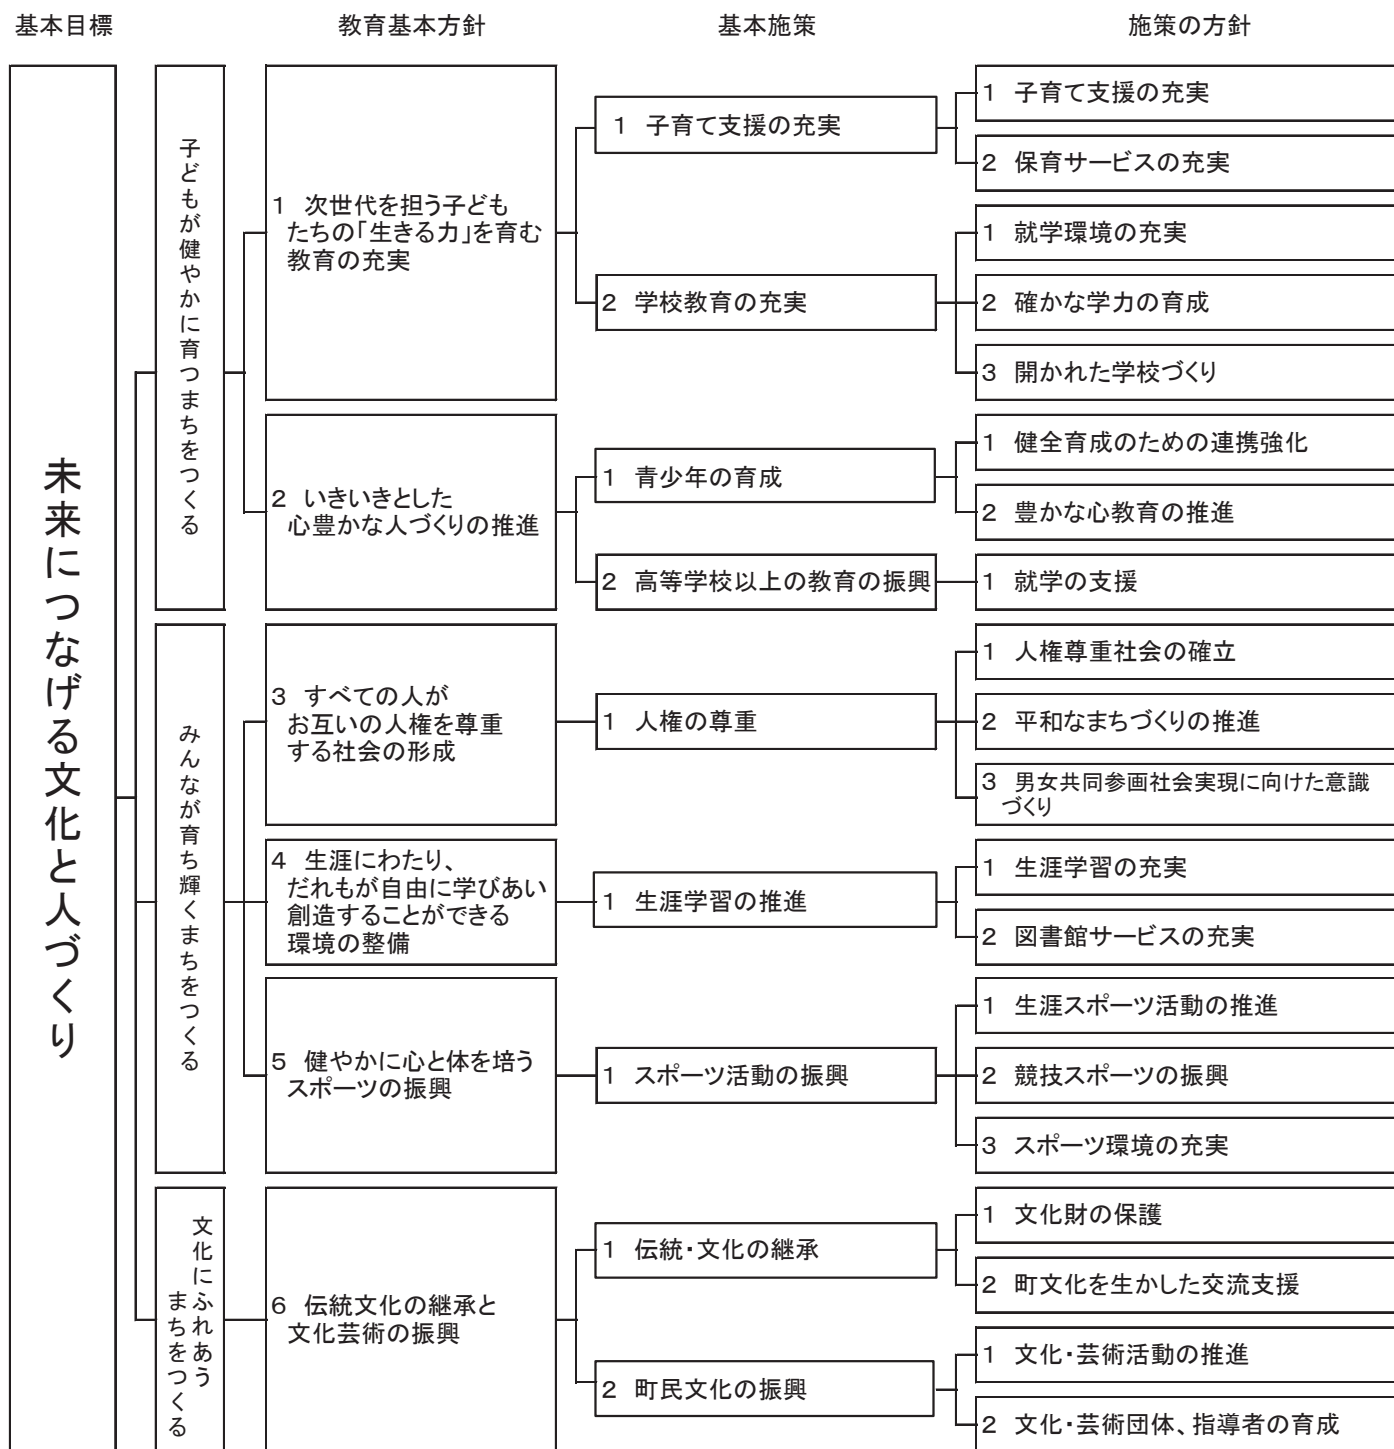 基本目標
教育基本方針
基本施策
施策の方針
未来につなげる文化と人づくり
子どもが健やかに育つまちをつくる
1 次世代を担う子ども
たちの「生きる力」を育む
教育の充実
1 子育て支援の充実
1 子育て支援の充実
2 保育サービスの充実
2 学校教育の充実
1 就学環境の充実
2 確かな学力の育成
3 開かれた学校づくり
2 いきいきとした
心豊かな人づくりの推進
1 青少年の育成
1 健全育成のための連携強化
2 豊かな心教育の推進
2 高等学校以上の教育の振興
1 就学の支援
みんなが育ち輝くまちをつくる
3 すべての人が
お互いの人権を尊重
する社会の形成
1 人権の尊重
1 人権尊重社会の確立
2 平和なまちづくりの推進
3 男女共同参画社会実現に向けた意識
づくり
4 生涯にわたり、
だれもが自由に学びあい
創造することができる
環境の整備
1 生涯学習の推進
1 生涯学習の充実
2 図書館サービスの充実
5 健やかに心と体を培う
スポーツの振興
1 スポーツ活動の振興
1 生涯スポーツ活動の推進
2 競技スポーツの振興
3 スポーツ環境の充実
文化にふれあう
まちをつくる
6 伝統文化の継承と
文化芸術の振興
1 伝統・文化の継承
1 文化財の保護
2 町文化を生かした交流支援
2 町民文化の振興
1 文化・芸術活動の推進
2 文化・芸術団体、指導者の育成